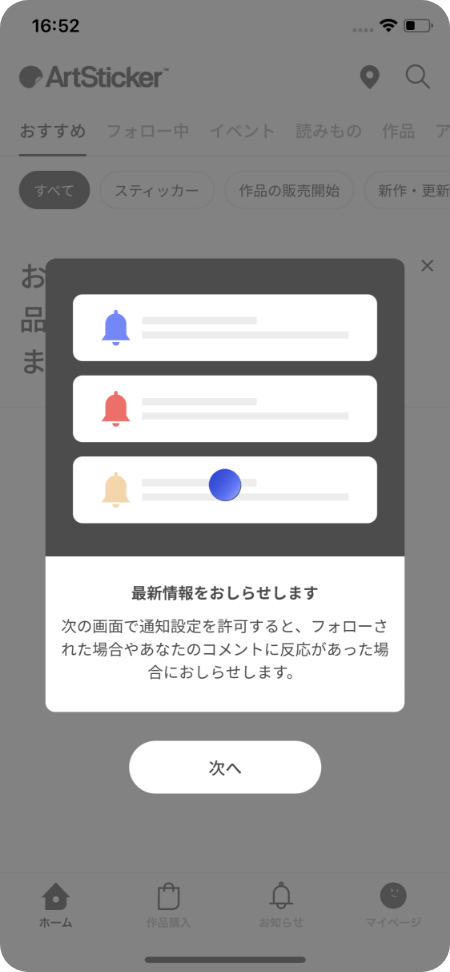 16:52
ArtSticker™
おすすめ フォロー中 イベント 読みもの 作品 ア
すべて スティッカー 作品の販売開始 新作・更新
お
品
ま
最新情報をおしらせします
次の画面で通知設定を許可すると、フォローさ
れた場合やあなたのコメントに反応があった場
合におしらせします。
次へ
ホーム 作品購入 お知らせ マイページ